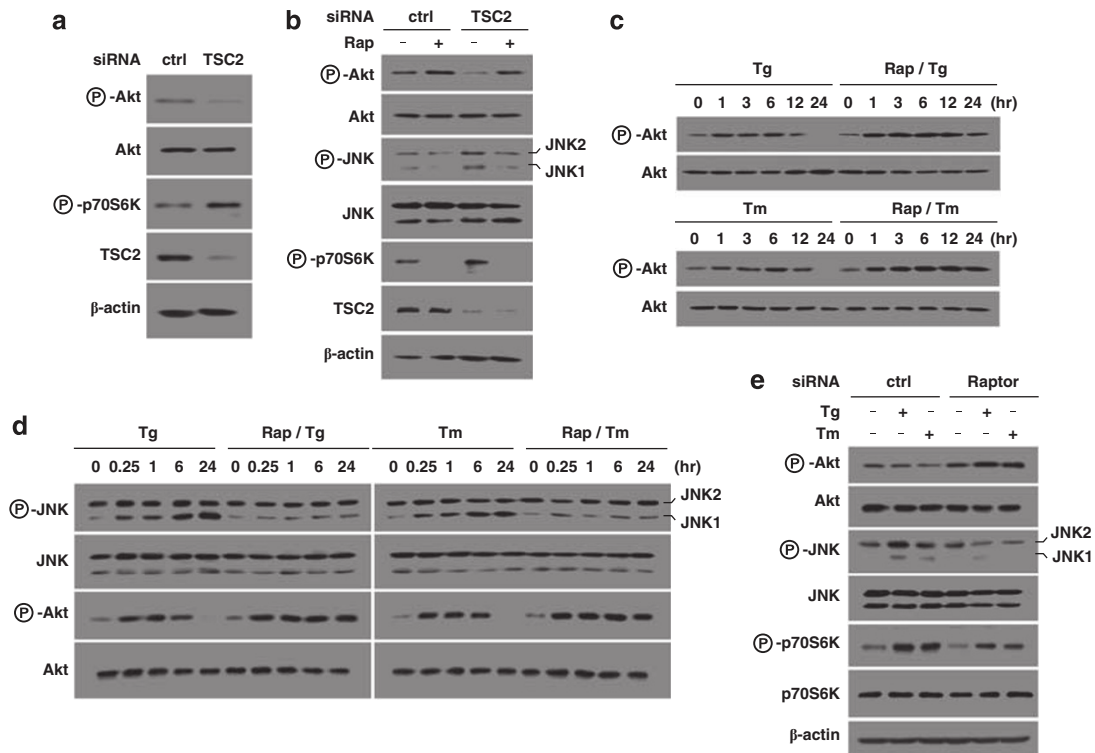 a
siRNA ctrl TSC2
Ⓟ-Akt
Akt
Ⓟ-p70S6K
TSC2
β-actin
b
siRNA ctrl TSC2
Rap – + – +
Ⓟ-Akt
Akt
Ⓟ-JNK JNK2
JNK1
JNK
Ⓟ-p70S6K
TSC2
β-actin
c
Tg Rap / Tg
0 1 3 6 12 24 0 1 3 6 12 24 (hr)
Ⓟ-Akt
Akt
Tm Rap / Tm
0 1 3 6 12 24 0 1 3 6 12 24 (hr)
Ⓟ-Akt
Akt
d
Tg Rap / Tg Tm Rap / Tm
0 0.25 1 6 24 0 0.25 1 6 24 0 0.25 1 6 24 0 0.25 1 6 24 (hr)
Ⓟ-JNK JNK2
JNK1
JNK
Ⓟ-Akt
Akt
e
siRNA ctrl Raptor
Tg – + – – + –
Tm – – + – – +
Ⓟ-Akt
Akt
Ⓟ-JNK JNK2
JNK1
JNK
Ⓟ-p70S6K
p70S6K
β-actin